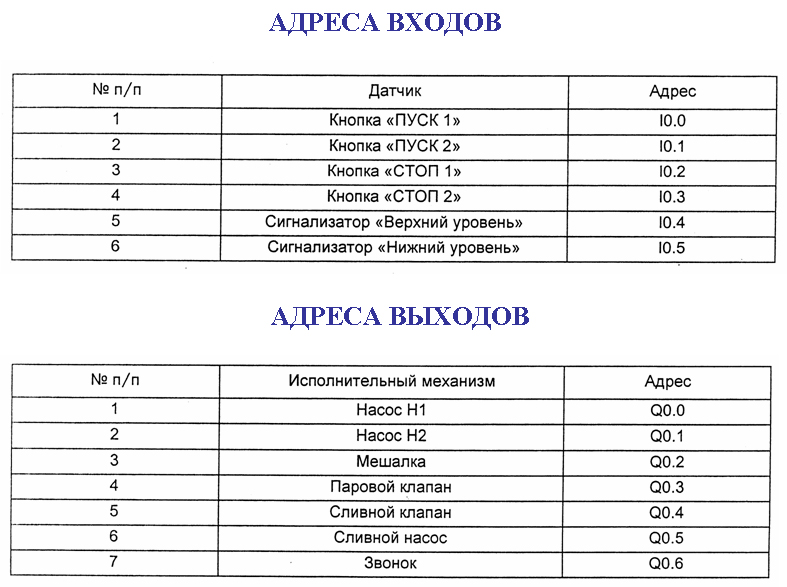 АДРЕСА ВХОДОВ
№ п/п Датчик Адрес
1 Кнопка «ПУСК 1» I0.0
2 Кнопка «ПУСК 2» I0.1
3 Кнопка «СТОП 1» I0.2
4 Кнопка «СТОП 2» I0.3
5 Сигнализатор «Верхний уровень» I0.4
6 Сигнализатор «Нижний уровень» I0.5
АДРЕСА ВЫХОДОВ
№ п/п Исполнительный механизм Адрес
1 Насос Н1 Q0.0
2 Насос Н2 Q0.1
3 Мешалка Q0.2
4 Паровой клапан Q0.3
5 Сливной клапан Q0.4
6 Сливной насос Q0.5
7 Звонок Q0.6